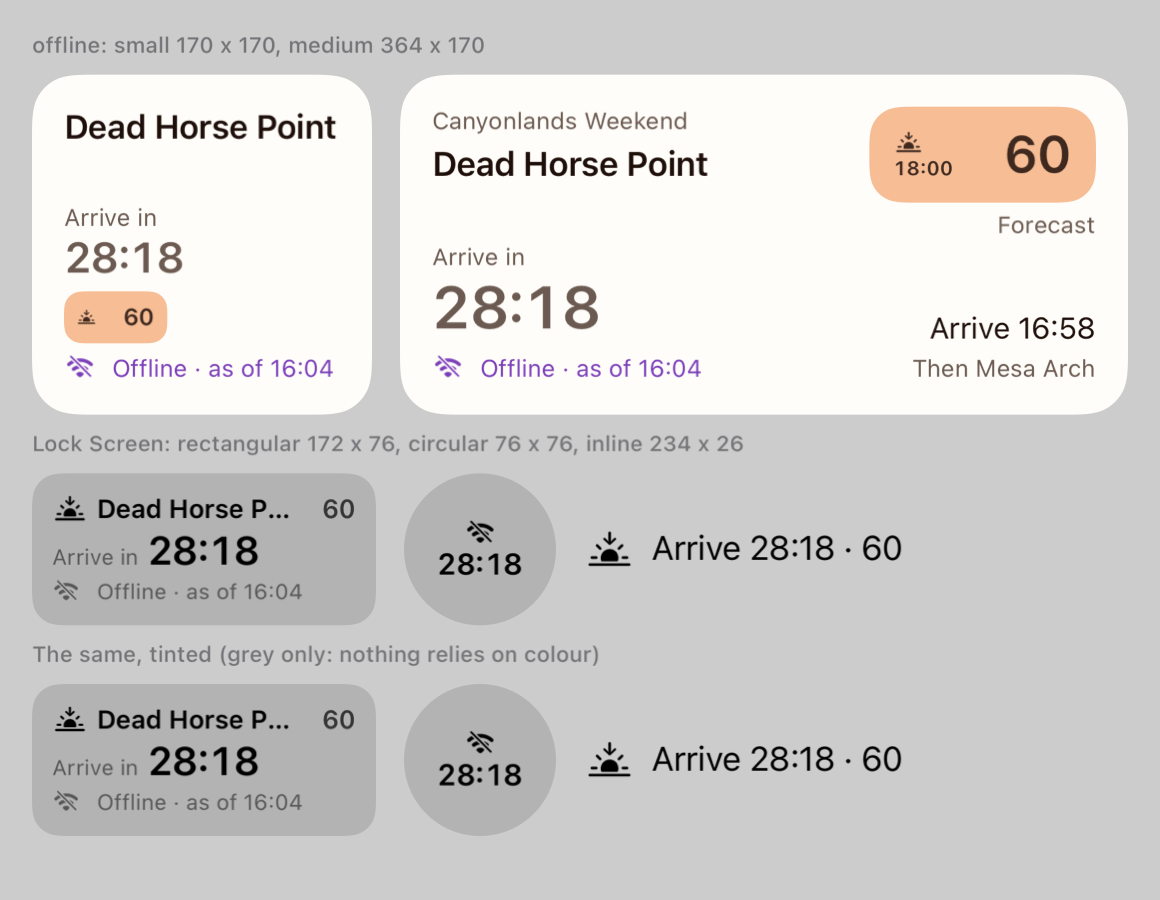 offline: small 170 x 170, medium 364 x 170
Dead Horse Point
Arrive in
28:18
60
Offline · as of 16:04
Canyonlands Weekend
Dead Horse Point
18:00
60
Forecast
Arrive in
28:18
Offline · as of 16:04
Arrive 16:58
Then Mesa Arch
Lock Screen: rectangular 172 x 76, circular 76 x 76, inline 234 x 26
Dead Horse P... 60
Arrive in 28:18
Offline · as of 16:04
28:18
Arrive 28:18 · 60
The same, tinted (grey only: nothing relies on colour)
Dead Horse P... 60
Arrive in 28:18
Offline · as of 16:04
28:18
Arrive 28:18 · 60